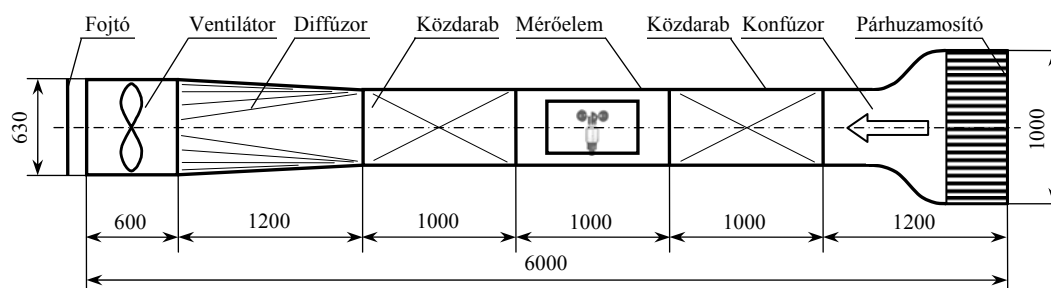 Fojtó Ventilátor Diffúzor Közdarab Mérőelem Közdarab Konfúzor Párhuzamosító
630
1000
600 1200 1000 1000 1000 1200
6000